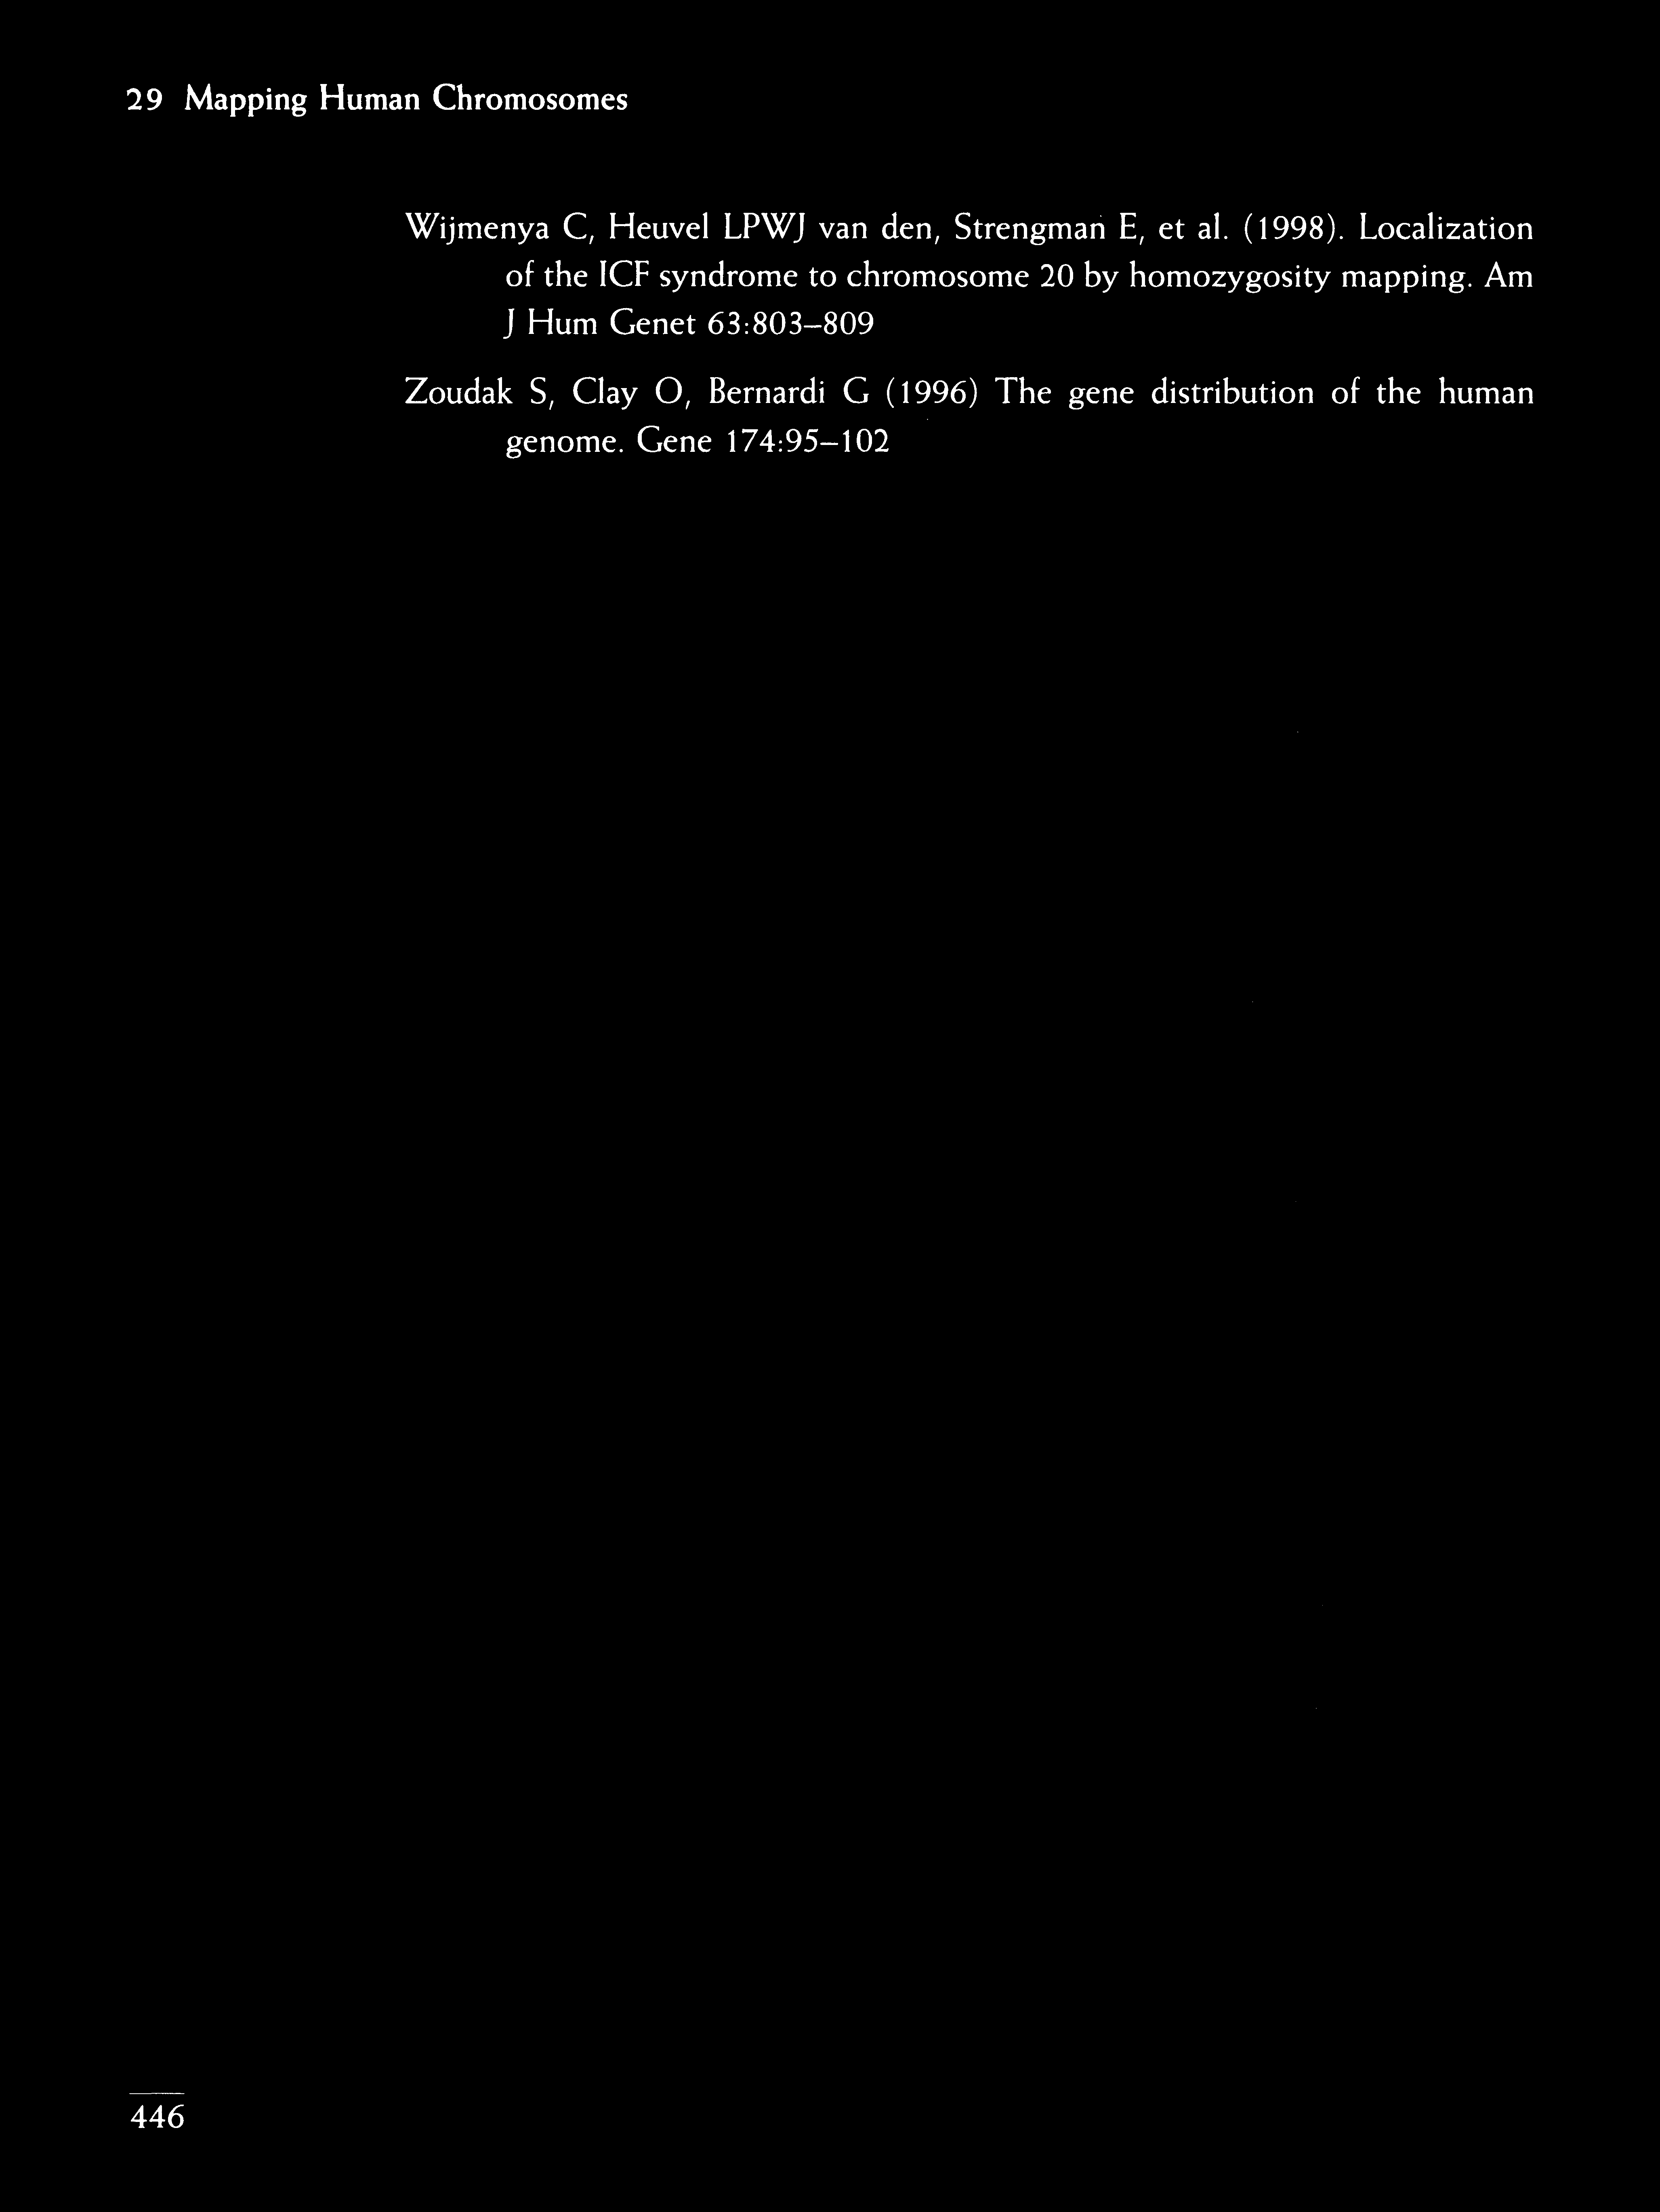 29 Mapping Human Chromosomes
Wijmenya C, Heuvel LPWJ van den, Strengman E, et al. (1998). Localization
of the ICF syndrome to chromosome 20 by homozygosity mapping. Am
J Hum Genet 63:803–809
Zoudak S, Clay O, Bernardi G (1996) The gene distribution of the human
genome. Gene 174:95–102
446